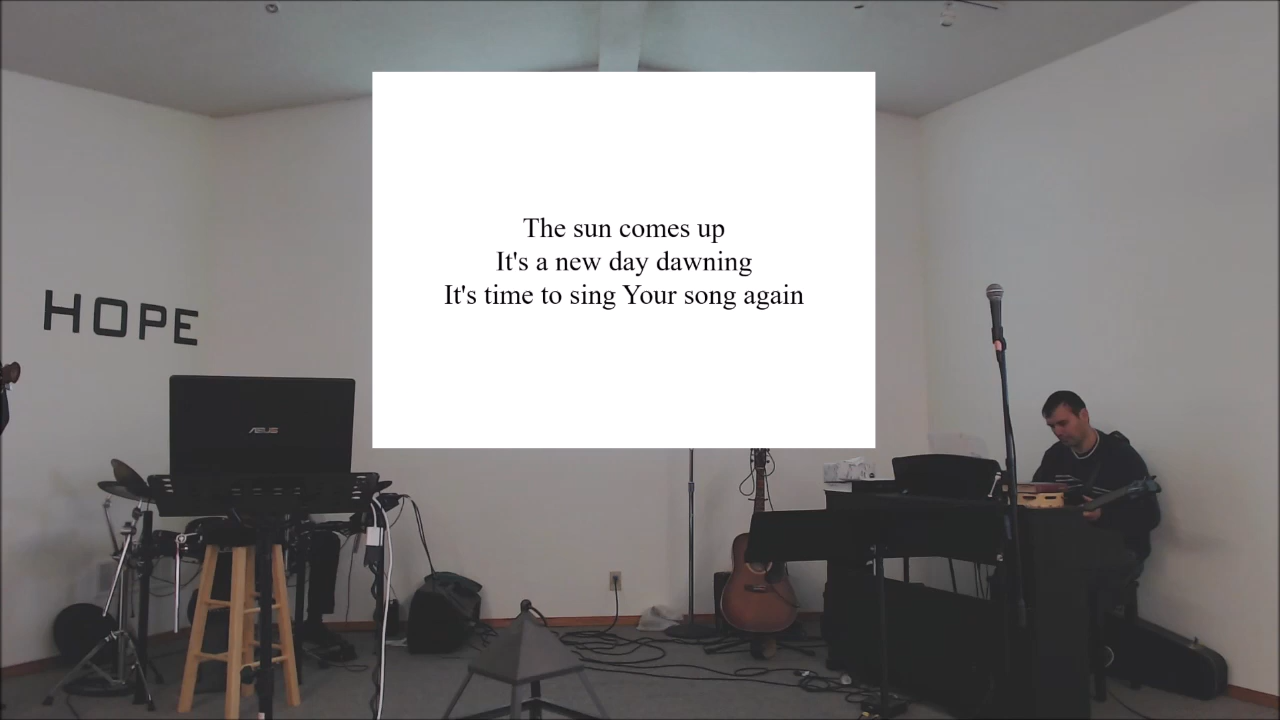 The sun comes up
It's a new day dawning
It's time to sing Your song again
HOPE
ASUS